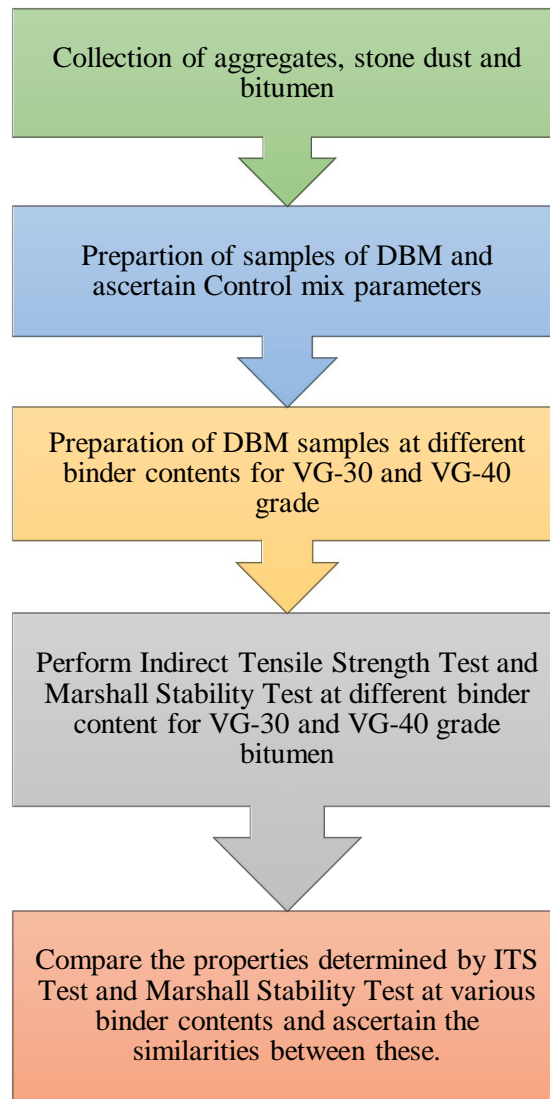 Collection of aggregates, stone dust and
bitumen
Prepartion of samples of DBM and
ascertain Control mix parameters
Preparation of DBM samples at different
binder contents for VG-30 and VG-40
grade
Perform Indirect Tensile Strength Test and
Marshall Stability Test at different binder
content for VG-30 and VG-40 grade
bitumen
Compare the properties determined by ITS
Test and Marshall Stability Test at various
binder contents and ascertain the
similarities between these.